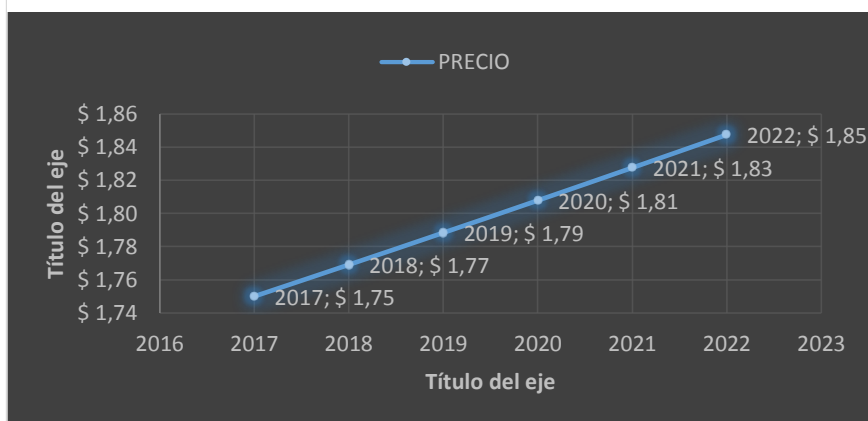 PRECIO
$ 1,86
$ 1,84
$ 1,82
$ 1,80
$ 1,78
$ 1,76
$ 1,74
Título del eje
2022; $ 1,85
2021; $ 1,83
2020; $ 1,81
2019; $ 1,79
2018; $ 1,77
2017; $ 1,75
2016 2017 2018 2019 2020 2021 2022 2023
Título del eje